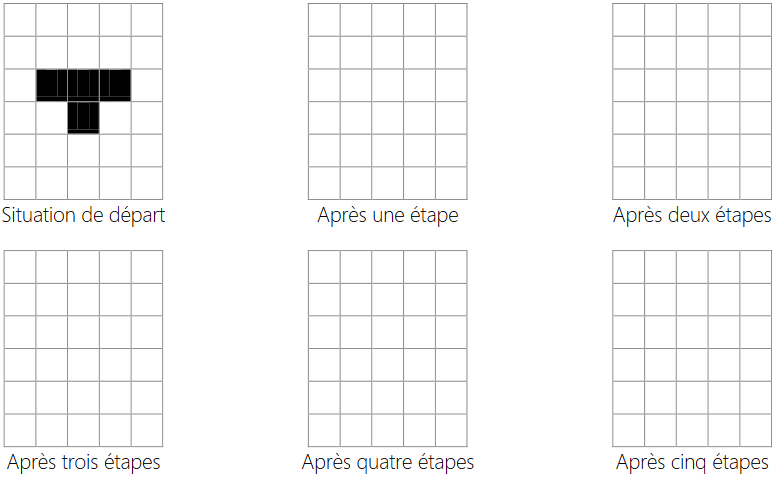 Situation de départ
Après une étape
Après deux étapes
Après trois étapes
Après quatre étapes
Après cinq étapes